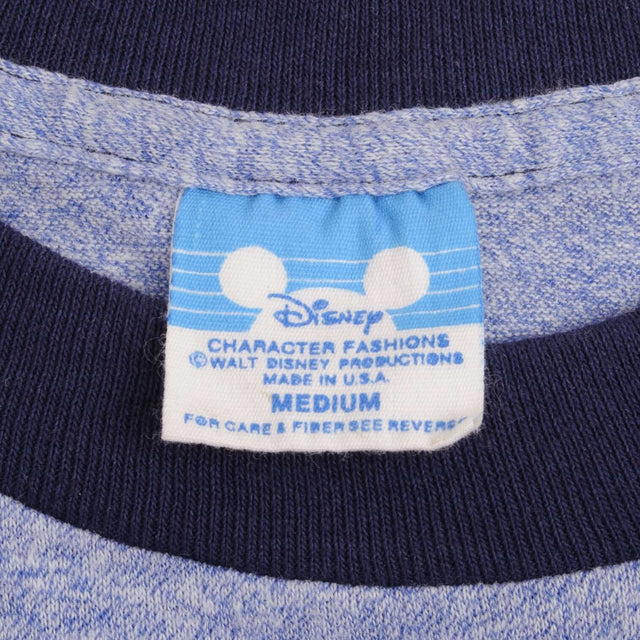 Disney
CHARACTER FASHIONS
©WALT DISNEY PRODUCTIONS
MADE IN U.S.A.
MEDIUM
FOR CARE & FIBER SEE REVERSE